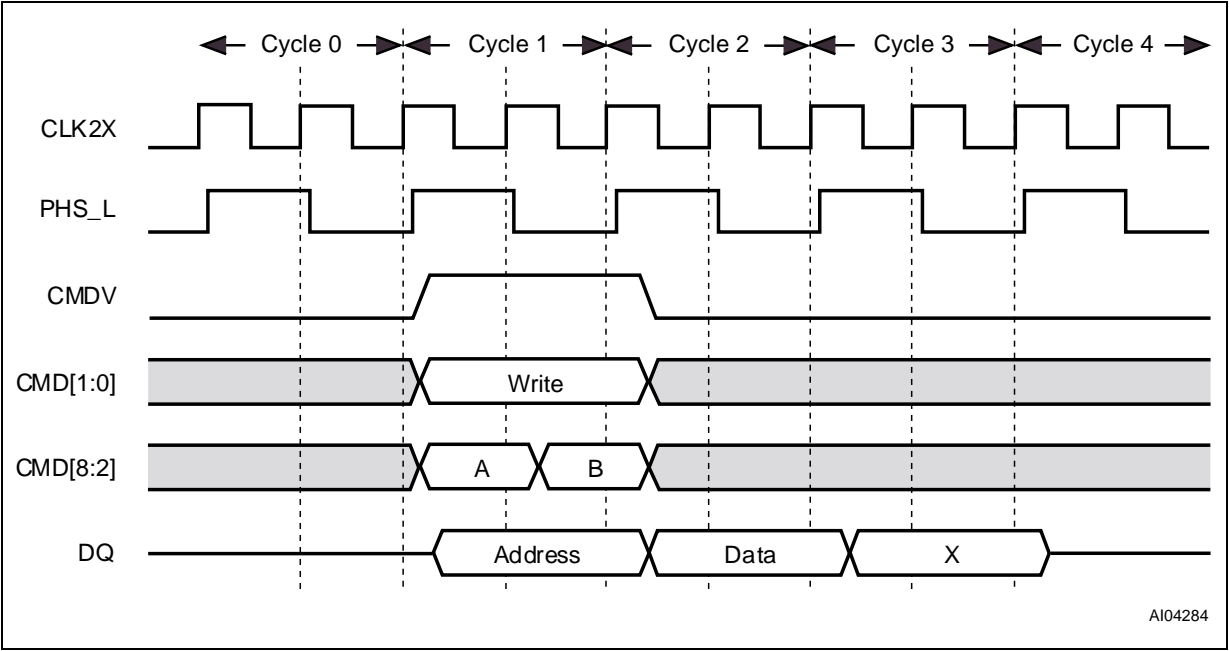 Cycle 0 Cycle 1 Cycle 2 Cycle 3 Cycle 4
CLK2X
PHS_L
CMDV
CMD[1:0] Write
CMD[8:2] A B
DQ Address Data X
AI04284